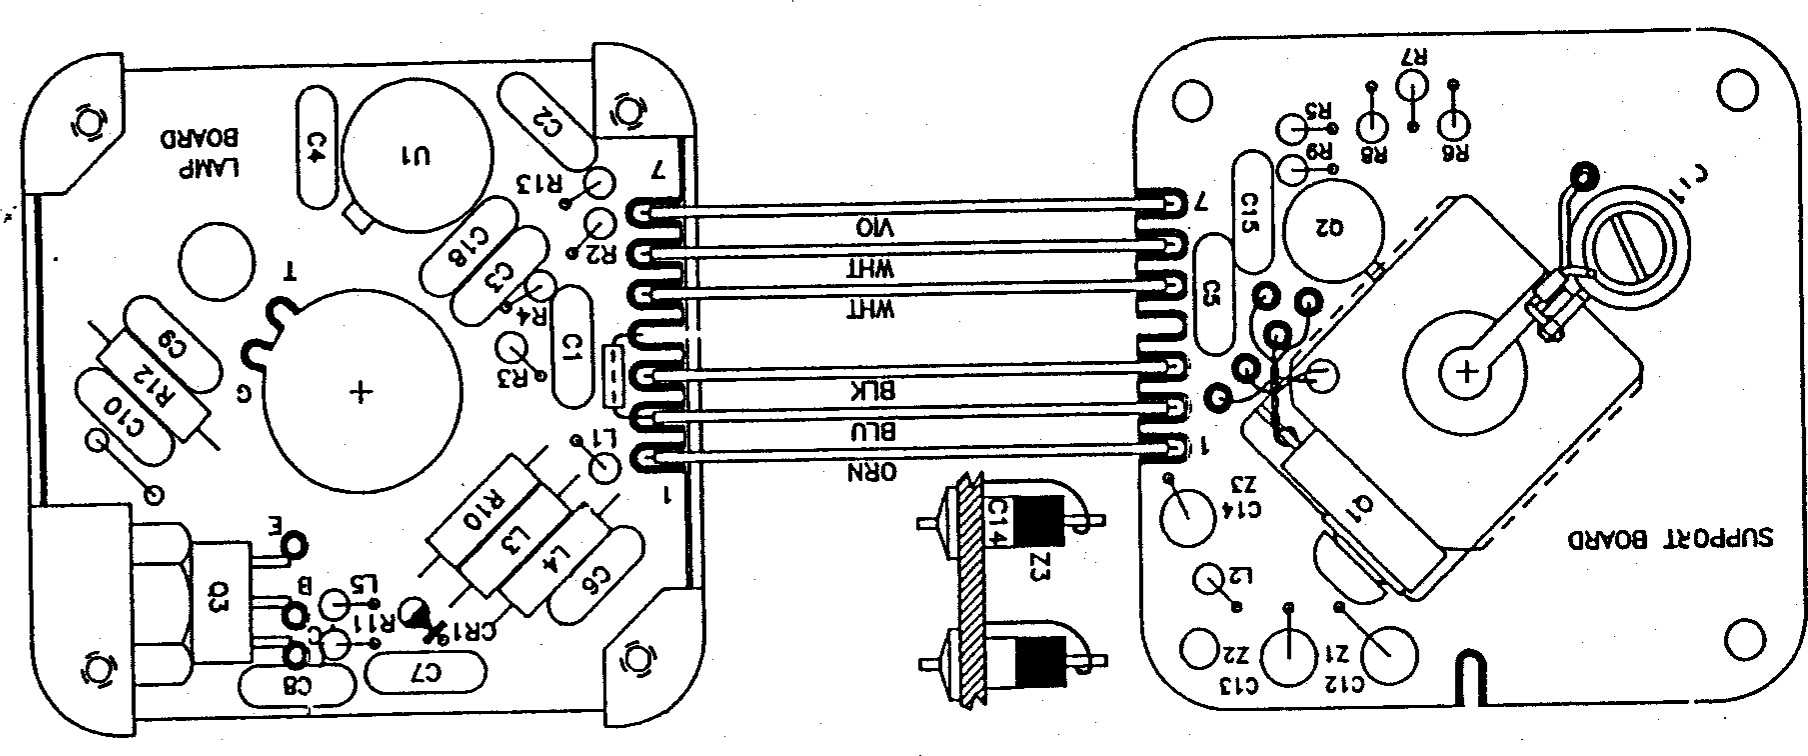 LAMP
BOARD
C4
U1
C2
7
R13
R2
C18
C3
R4
C1
R3
T
G
C9
R12
C10
L1
1
R10
L3
L4
C6
E
B
C
Q3
L5
R11
CR1
C7
C8
VIO
WHT
WHT
BLK
BLU
ORN
C14
Z3
R7
R5
R9
R8
R6
7
C15
Q2
C11
C5
1
Z3
C14
Q1
SUPPORT BOARD
L2
Z2
C13
Z1
C12